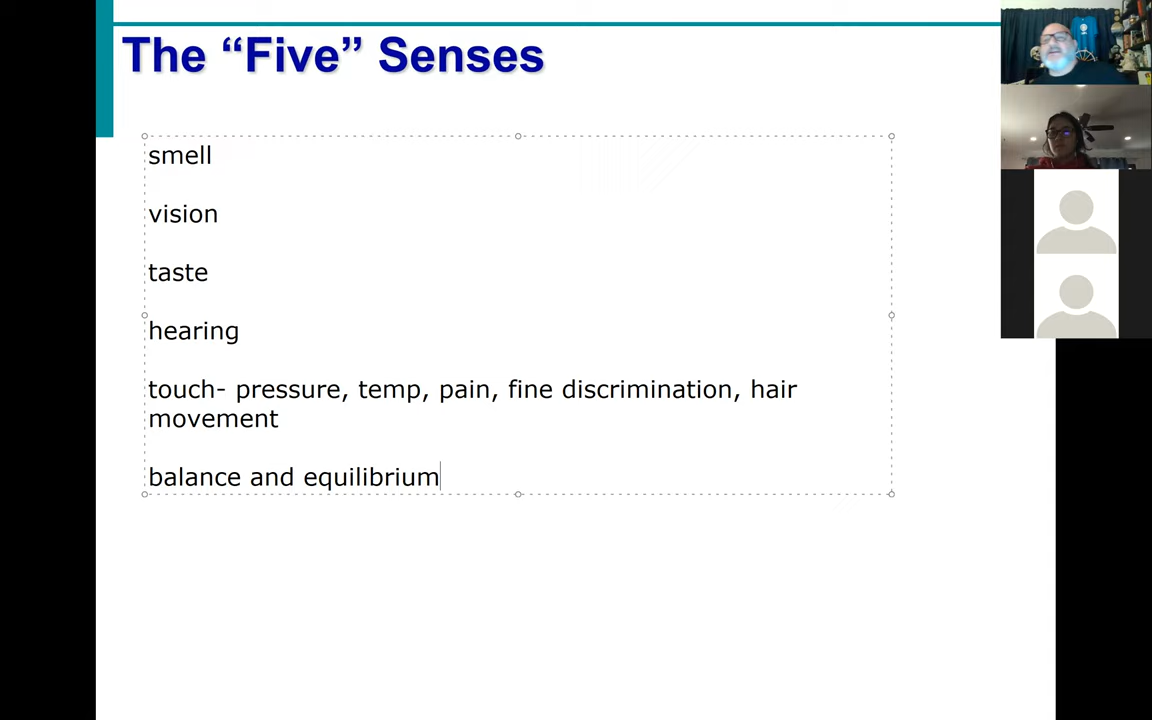 The “Five” Senses
smell
vision
taste
hearing
touch- pressure, temp, pain, fine discrimination, hair
movement
balance and equilibrium